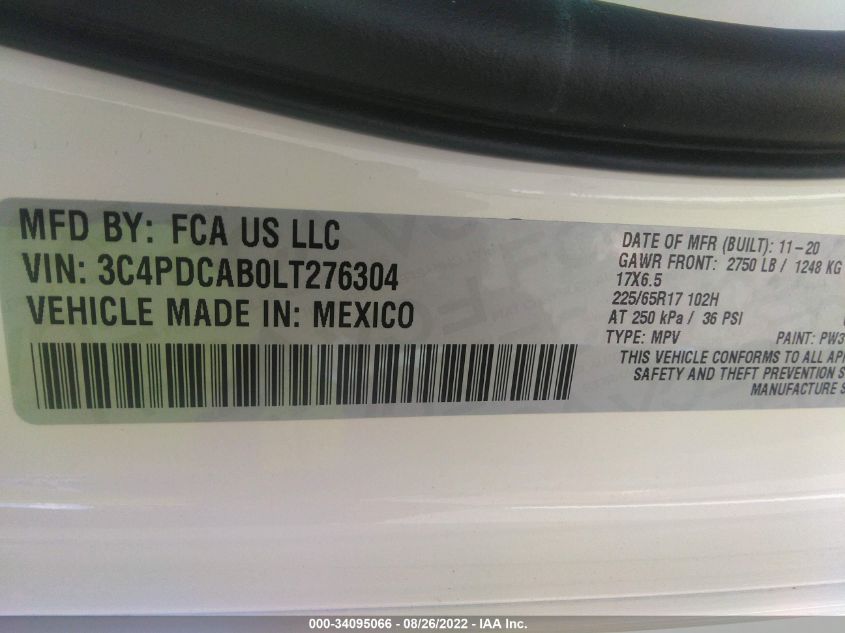 MFD BY: FCA US LLC
VIN: 3C4PDCAB0LT276304
VEHICLE MADE IN: MEXICO
DATE OF MFR (BUILT): 11-20
GAWR FRONT: 2750 LB / 1248 KG
17X6.5
225/65R17 102H
AT 250 kPa / 36 PSI
TYPE: MPV PAINT: PW3
THIS VEHICLE CONFORMS TO ALL
SAFETY AND THEFT PREVENTION S
MANUFACTURE S
000-34095066 - 08/26/2022 - IAA Inc.